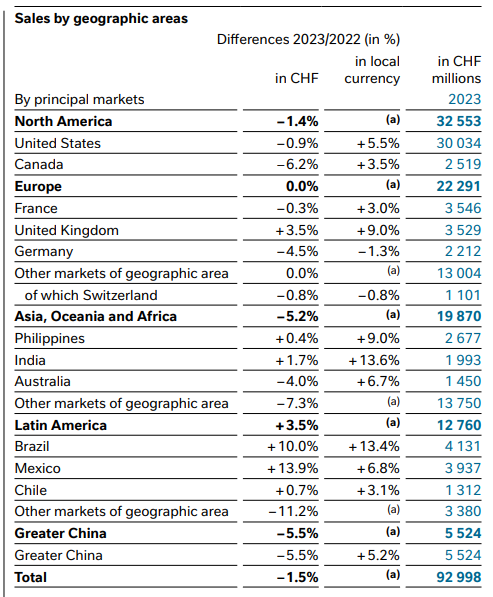 Sales by geographic areas
Differences 2023/2022 (in %)
in CHF in local currency in CHF millions
By principal markets 2023
North America −1.4% (a) 32 553
United States −0.9% +5.5% 30 034
Canada −6.2% +3.5% 2 519
Europe 0.0% (a) 22 291
France −0.3% +3.0% 3 546
United Kingdom +3.5% +9.0% 3 529
Germany −4.5% −1.3% 2 212
Other markets of geographic area 0.0% (a) 13 004
of which Switzerland −0.8% −0.8% 1 101
Asia, Oceania and Africa −5.2% (a) 19 870
Philippines +0.4% +9.0% 2 677
India +1.7% +13.6% 1 993
Australia −4.0% +6.7% 1 450
Other markets of geographic area −7.3% (a) 13 750
Latin America +3.5% (a) 12 760
Brazil +10.0% +13.4% 4 131
Mexico +13.9% +6.8% 3 937
Chile +0.7% +3.1% 1 312
Other markets of geographic area −11.2% (a) 3 380
Greater China −5.5% (a) 5 524
Greater China −5.5% +5.2% 5 524
Total −1.5% (a) 92 998